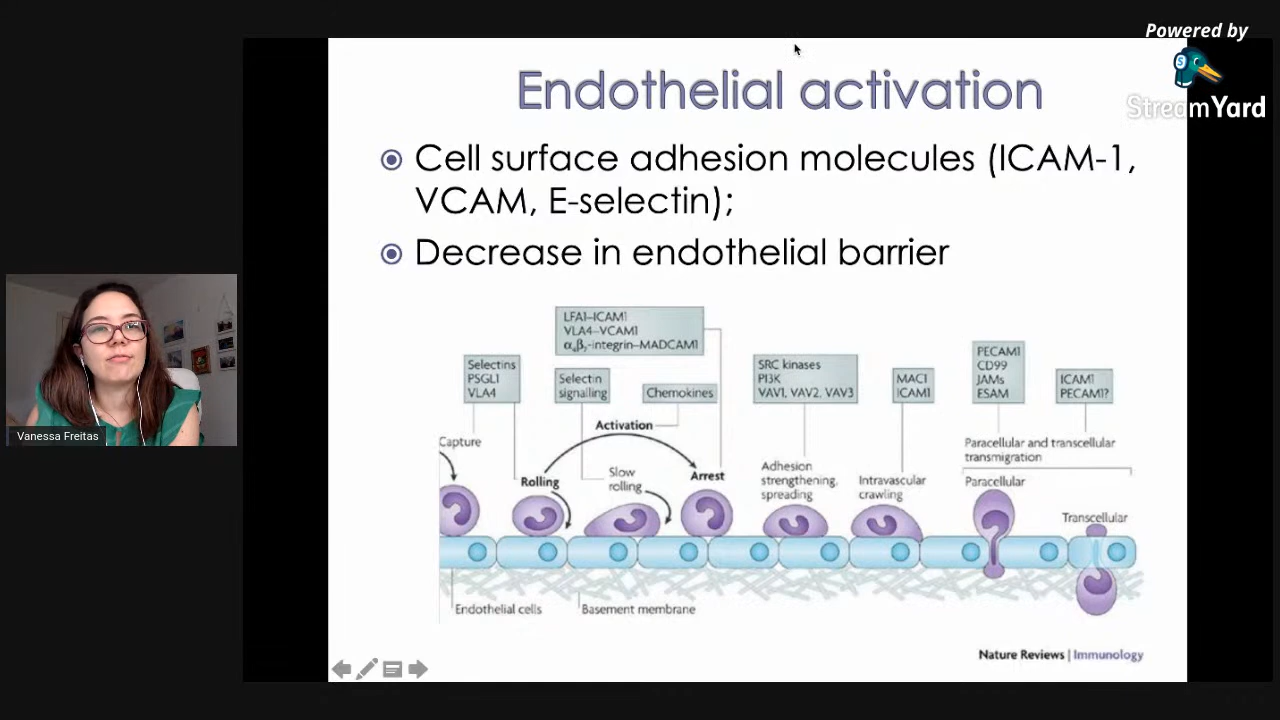 Powered by
StreamYard
Endothelial activation
Cell surface adhesion molecules (ICAM-1,
VCAM, E-selectin);
Decrease in endothelial barrier
LFA1–ICAM1
VLA4–VCAM1
α₄β₇-integrin–MADCAM1
Selectins
PSGL1
VLA4
Selectin
signalling
Chemokines
SRC kinases
PI3K
VAV1, VAV2, VAV3
MAC1
ICAM1
PECAM1
CD99
JAMs
ESAM
ICAM1
PECAM1?
Capture
Rolling
Activation
Slow
rolling
Arrest
Adhesion
strengthening,
spreading
Intravascular
crawling
Paracellular and transcellular
transmigration
Paracellular
Transcellular
Endothelial cells
Basement membrane
Nature Reviews | Immunology
Vanessa Freitas